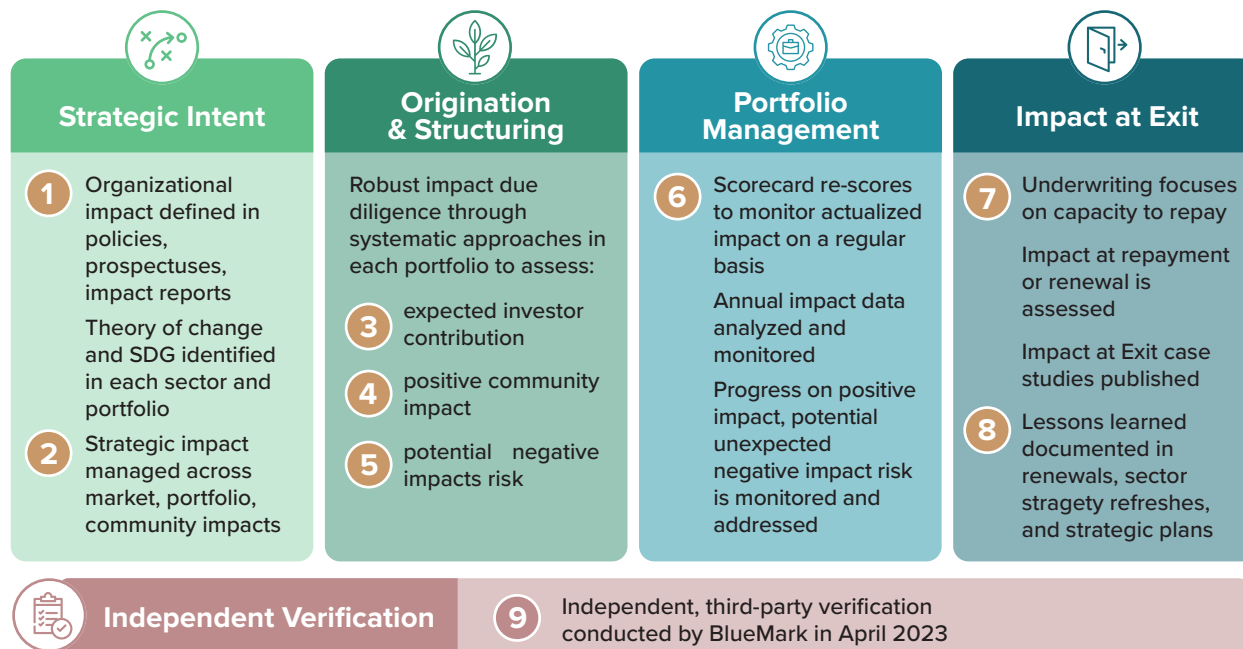 Strategic Intent
1
Organizational
impact defined in
policies,
prospectuses,
impact reports
Theory of change
and SDG identified
in each sector and
portfolio
2
Strategic impact
managed across
market, portfolio,
community impacts
Origination
& Structuring
Robust impact due
diligence through
systematic approaches in
each portfolio to assess:
3
expected investor
contribution
4
positive community
impact
5
potential negative
impacts risk
Portfolio
Management
6
Scorecard re-scores
to monitor actualized
impact on a regular
basis
Annual impact data
analyzed and
monitored
Progress on positive
impact, potential
unexpected
negative impact risk
is monitored and
addressed
Impact at Exit
7
Underwriting focuses
on capacity to repay
Impact at repayment
or renewal is
assessed
Impact at Exit case
studies published
8
Lessons learned
documented in
renewals, sector
stragety refreshes,
and strategic plans
Independent Verification
9
Independent, third-party verification
conducted by BlueMark in April 2023